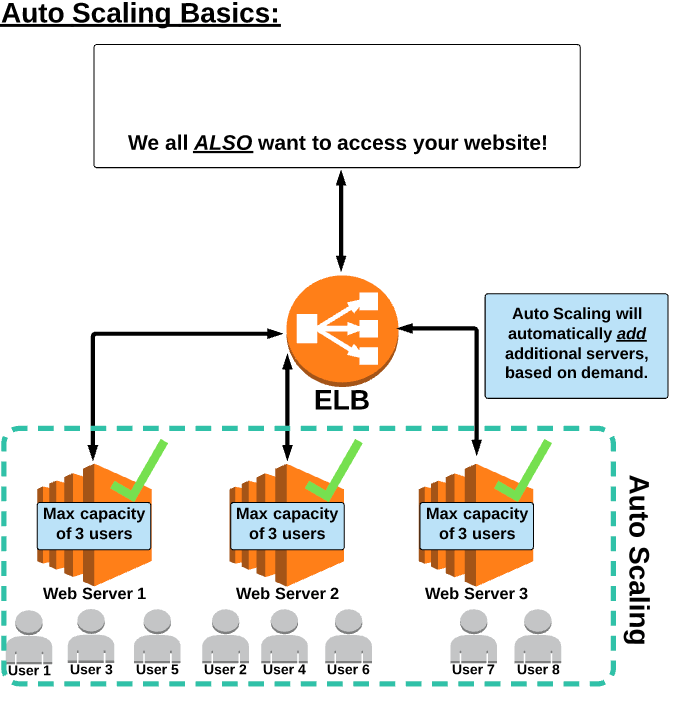 Auto Scaling Basics:
We all ALSO want to access your website!
Auto Scaling will
automatically add
additional servers,
based on demand.
ELB
Max capacity
of 3 users
Max capacity
of 3 users
Max capacity
of 3 users
Web Server 1
Web Server 2
Web Server 3
Auto Scaling
User 1
User 3
User 5
User 2
User 4
User 6
User 7
User 8